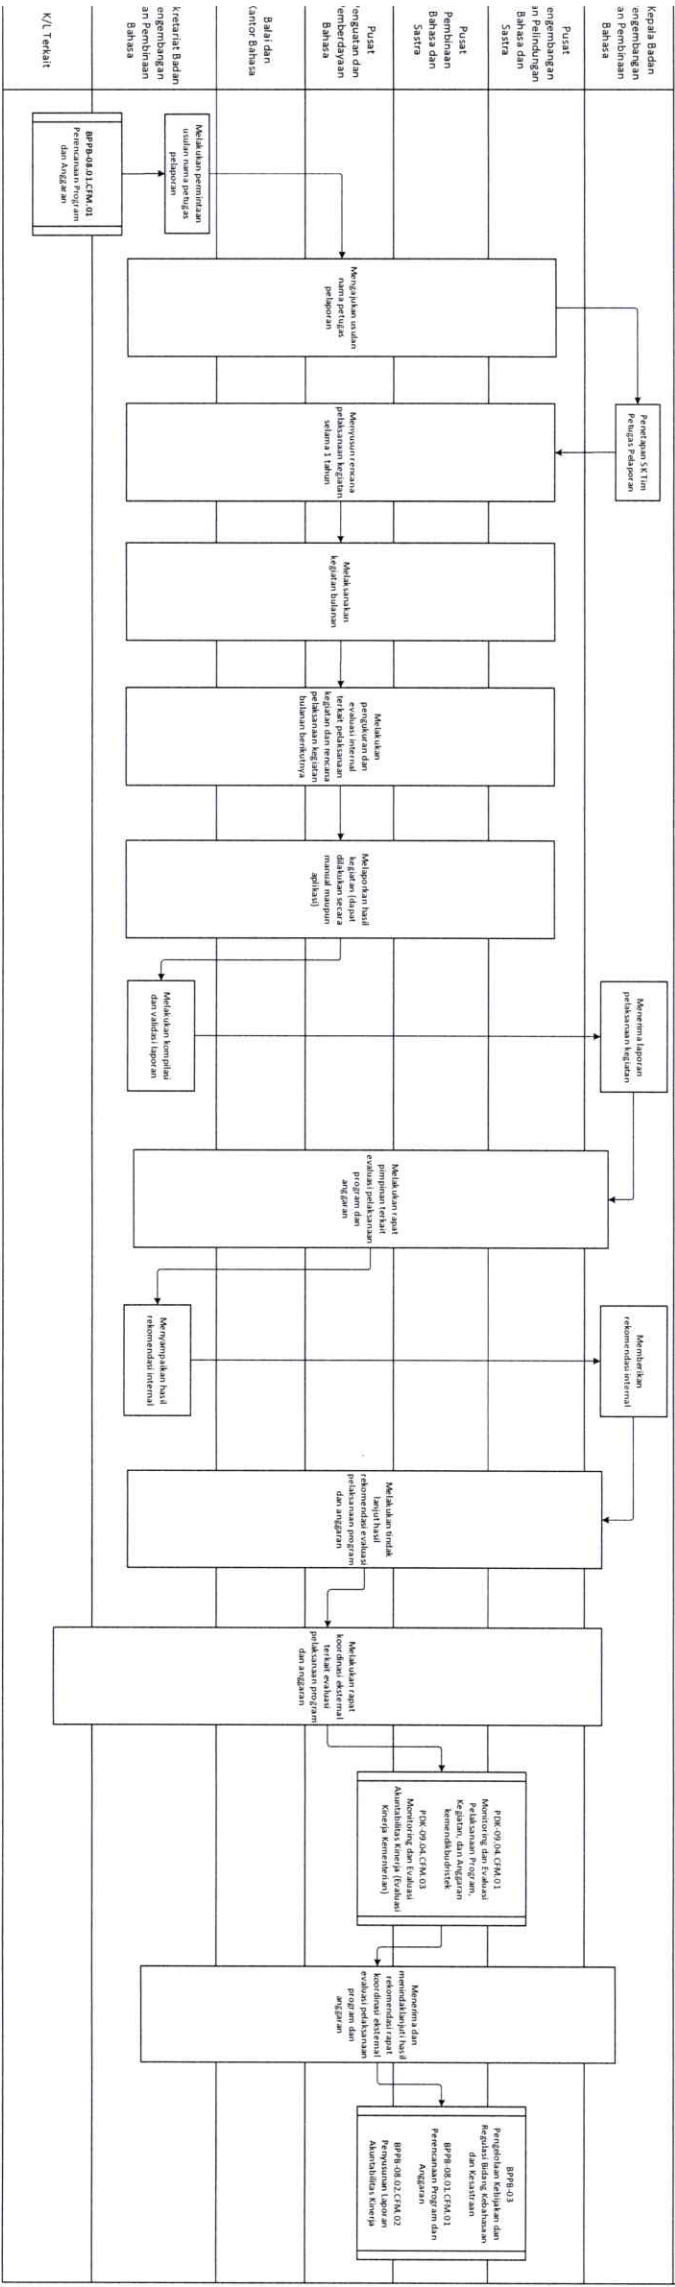 Kepala Badan
engembangan
an Pembinaan
Bahasa
Pusat
engembangan
an Pelindungan
Bahasa dan
Sastra
Pusat
Pembinaan
Bahasa dan
Sastra
Pusat
enguatan dan
emberdayaan
Bahasa
Balai dan
Kantor Bahasa
kretariat Badan
engembangan
an Pembinaan
Bahasa
K/L Terkait
BPPB-08.01.CFM.01
Perencanaan Program
dan Anggaran
Melakukan permintaan
usulan nama petugas
pelaporan
Mengajukan usulan
nama petugas
pelaporan
Penetapan SK Tim
Petugas Pelaporan
Menyusun rencana
pelaksanaan kegiatan
selama 1 tahun
Melaksanakan
kegiatan bulanan
Melakukan
pengukuran dan
evaluasi internal
terkait pelaksanaan
kegiatan dan rencana
pelaksanaan kegiatan
bulanan berikutnya
Melaporkan hasil
kegiatan (dapat
dilakukan secara
manual maupun
aplikasi)
Melakukan kompilasi
dan validasi laporan
Menerima laporan
pelaksanaan kegiatan
Melakukan rapat
pimpinan terkait
evaluasi pelaksanaan
program dan
anggaran
Menyampaikan hasil
rekomendasi internal
Memberikan
rekomendasi internal
Melakukan tindak
lanjut hasil
rekomendasi evaluasi
pelaksanaan program
dan anggaran
Melakukan rapat
koordinasi eksternal
terkait evaluasi
pelaksanaan program
dan anggaran
PDK-09.04.CFM.01
Monitoring dan Evaluasi
Pelaksanaan Program,
Kegiatan, dan Anggaran
kemendikbudristek
PDK-09.04.CFM.03
Monitoring dan Evaluasi
Akuntabilitas Kinerja (Evaluasi
Kinerja Kementerian)
Menerima dan
menindaklanjuti hasil
rekomendasi rapat
koordinasi eksternal
evaluasi pelaksanaan
program dan
anggaran
BPPB-03
Pengelolaan Kebijakan dan
Regulasi Bidang Kebahasaan
dan Kesastraan
BPPB-08.01.CFM.01
Perencanaan Program dan
Anggaran
BPPB-08.02.CFM.02
Penyusunan Laporan
Akuntabilitas Kinerja